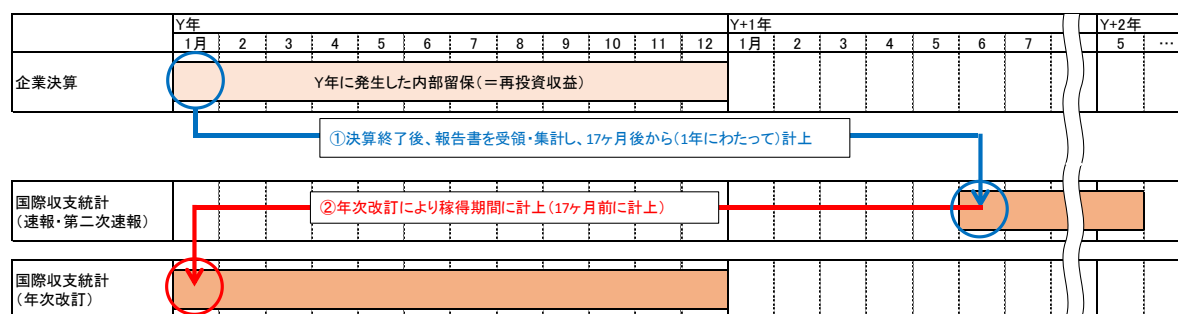 Y年 Y+1年 Y+2年
1月 2 3 4 5 6 7 8 9 10 11 12 1月 2 3 4 5 6 7 5 …
企業決算
Y年に発生した内部留保(=再投資収益)
①決算終了後、報告書を受領・集計し、17ヶ月後から(1年にわたって)計上
国際収支統計
(速報・第二次速報)
②年次改訂により稼得期間に計上(17ヶ月前に計上)
国際収支統計
(年次改訂)